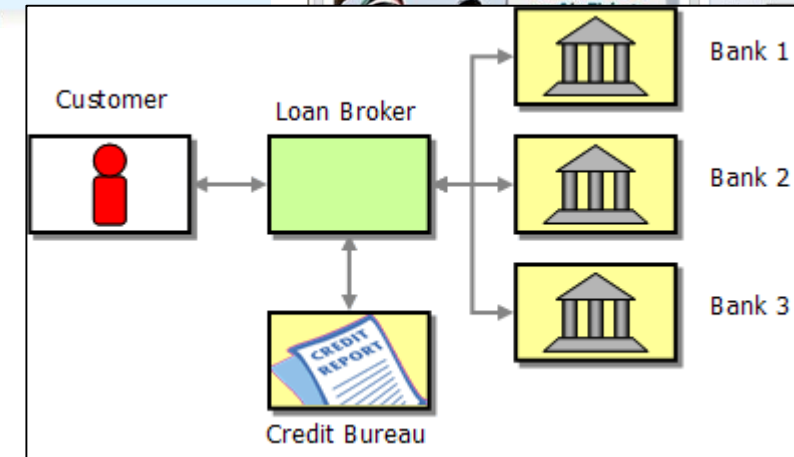 Customer
Loan Broker
Bank 1
Bank 2
Bank 3
CREDIT
REPORT
Credit Bureau